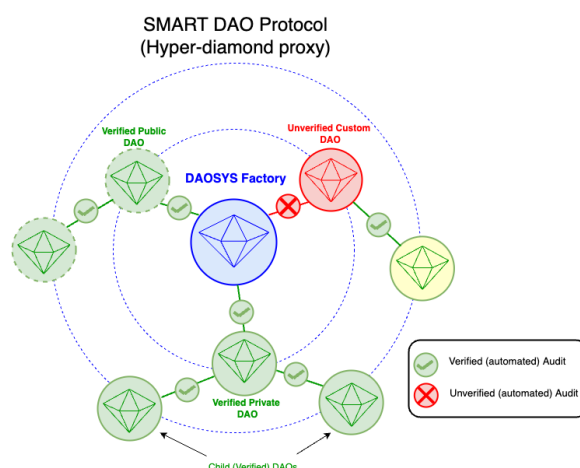 SMART DAO Protocol
(Hyper-diamond proxy)
Verified Public
DAO
Unverified Custom
DAO
DAOSYS Factory
Verified Private
DAO
Verified (automated) Audit
Unverified (automated) Audit
Child (Verified) DAOs